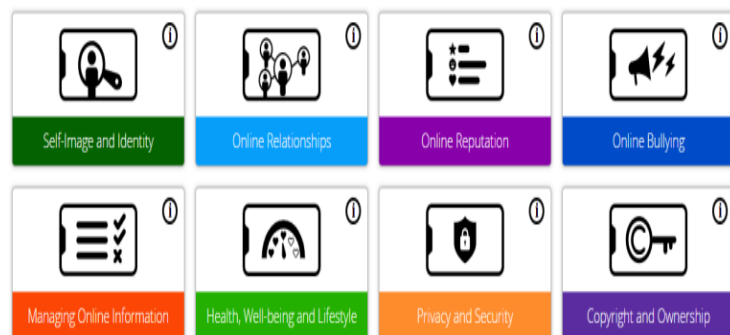 Self-Image and Identity
Online Relationships
Online Reputation
Online Bullying
Managing Online Information
Health, Well-being and Lifestyle
Privacy and Security
Copyright and Ownership